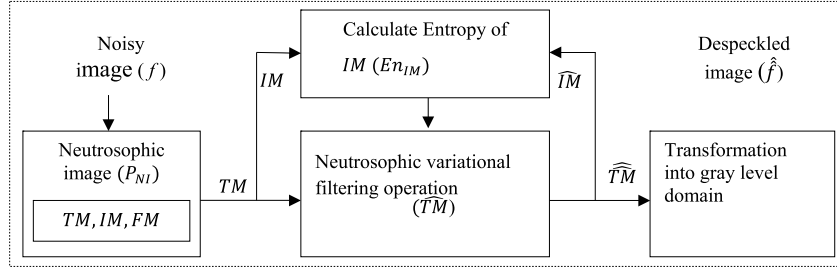 Noisy
image (f)
Calculate Entropy of
IM (En_IM)
Despeckled
image (f̂̂)
IM
I͡M
Neutrosophic
image (P_NI)
TM, IM, FM
TM
Neutrosophic variational
filtering operation
(T̂M)
T̂̂M
Transformation
into gray level
domain